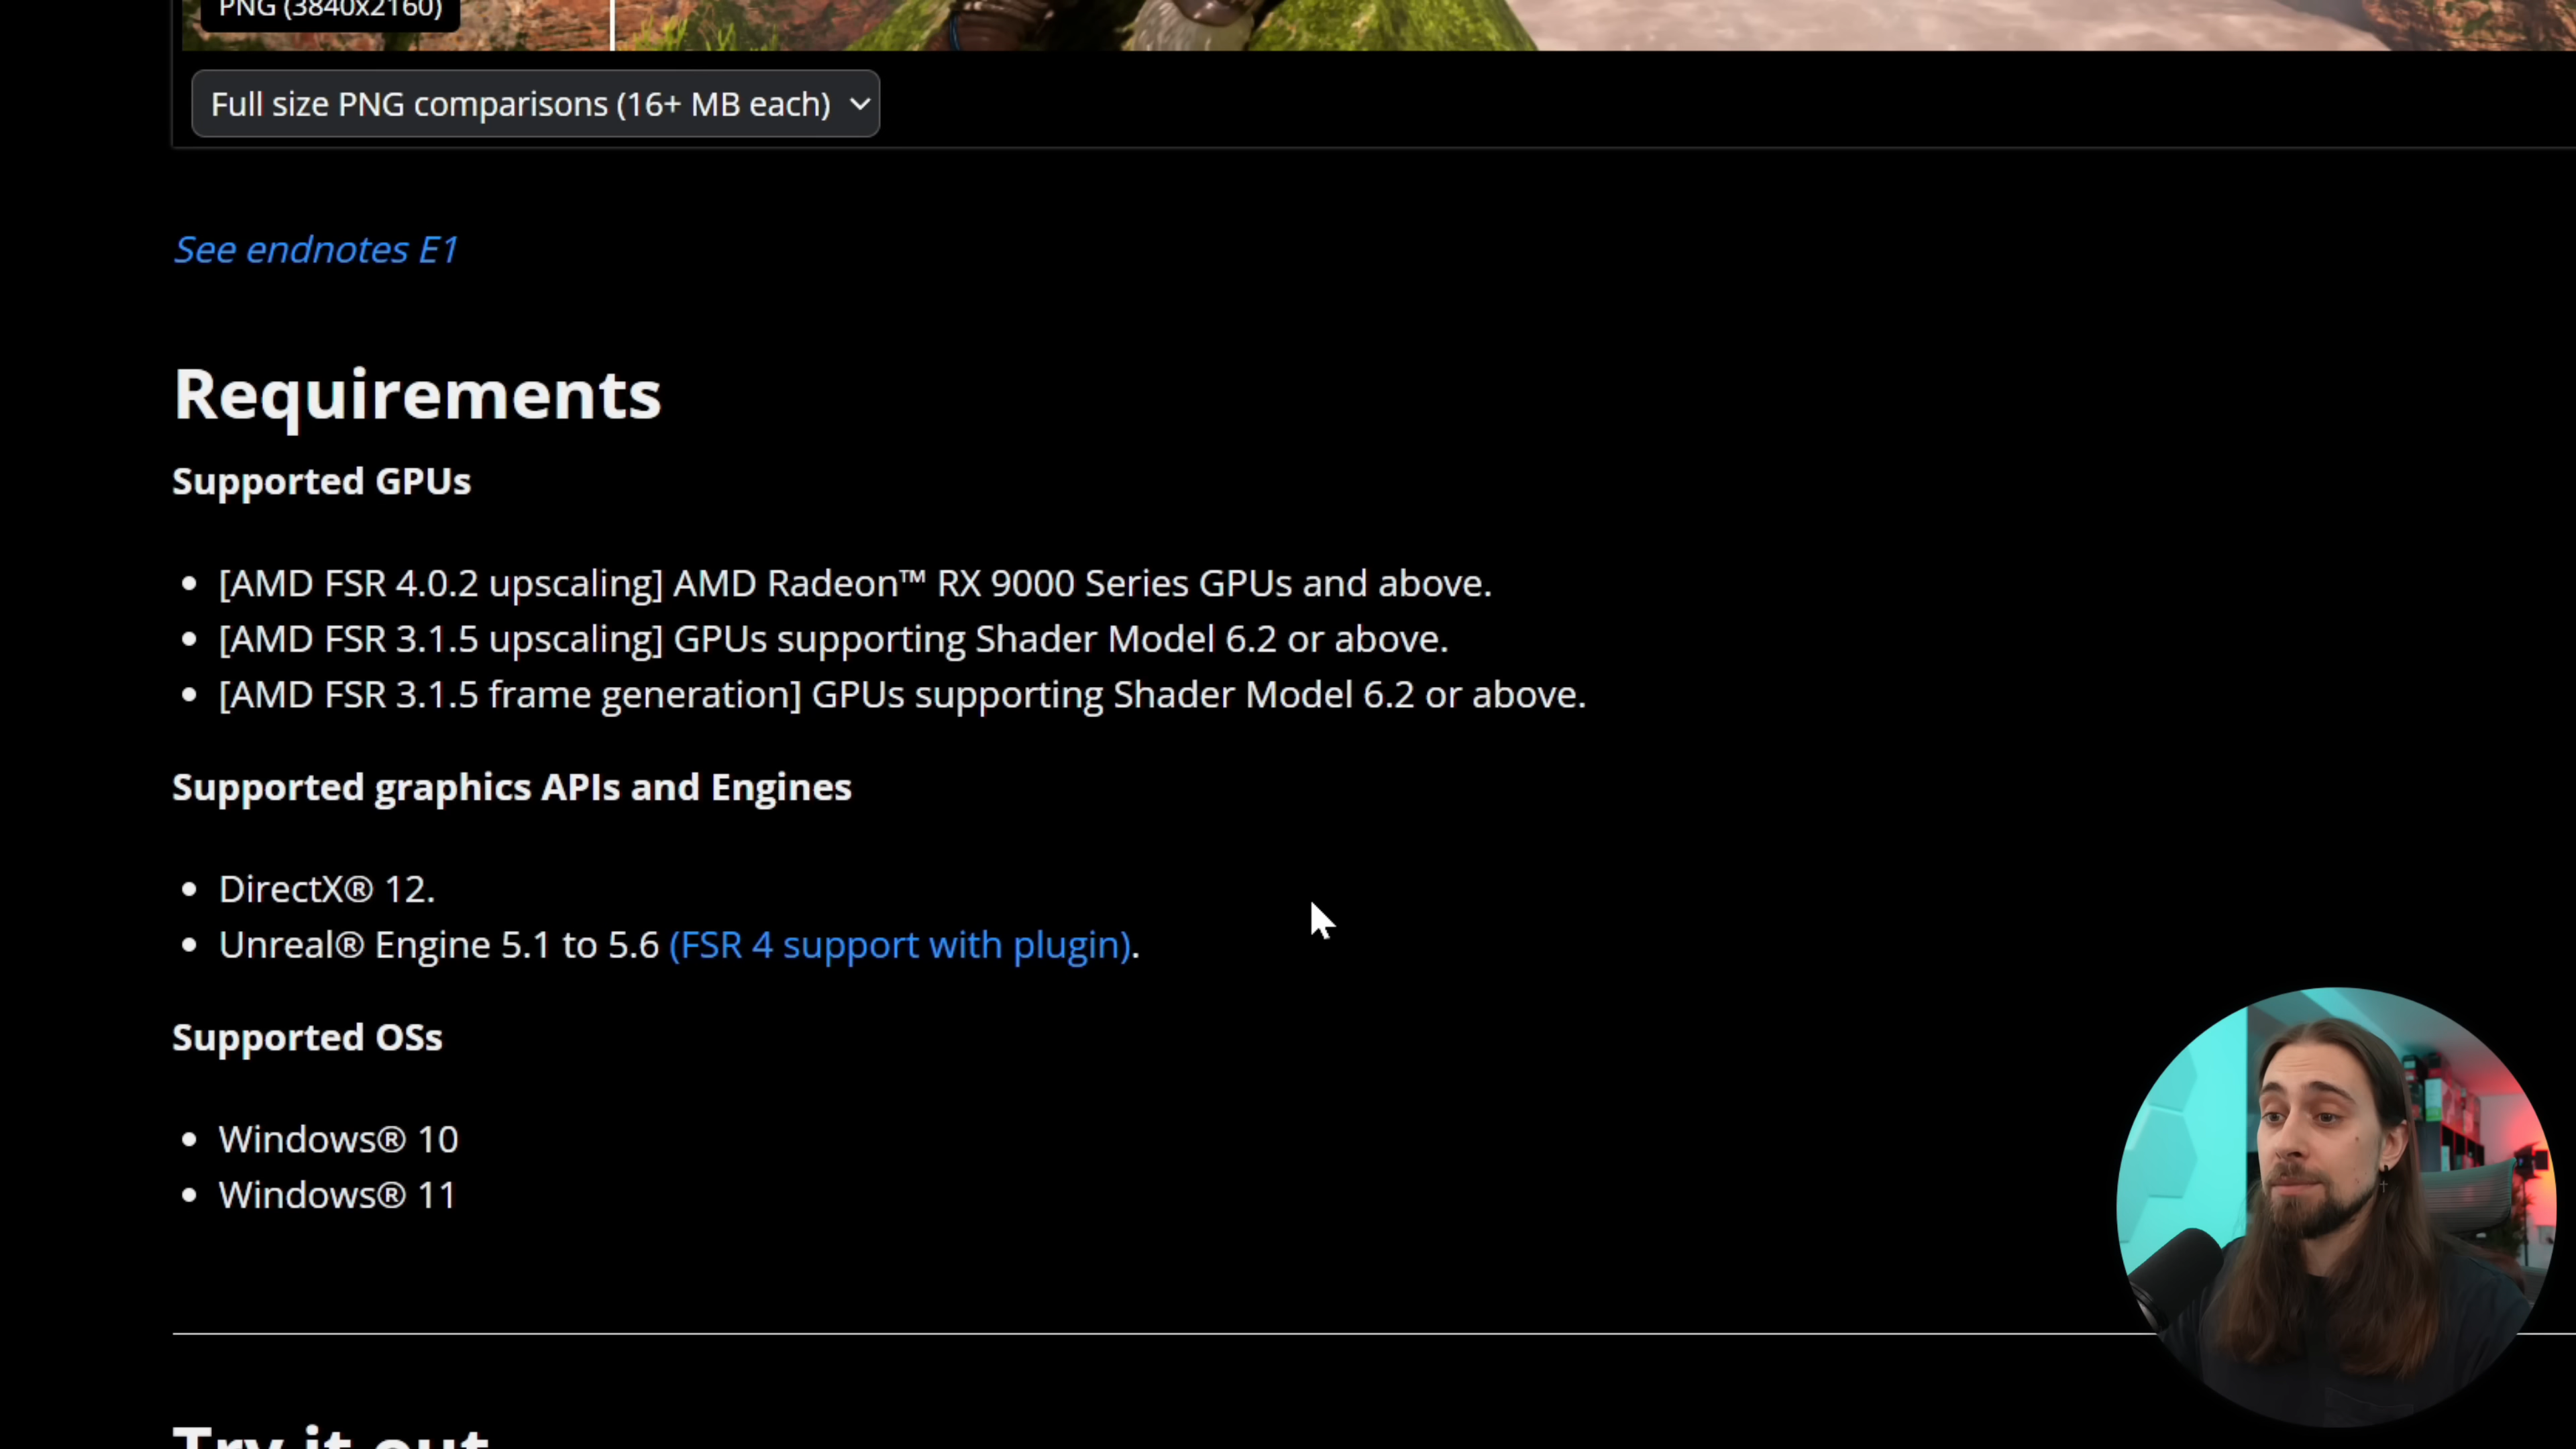 PNG (3840x2160)
Full size PNG comparisons (16+ MB each)
See endnotes E1
Requirements
Supported GPUs
[AMD FSR 4.0.2 upscaling] AMD Radeon™ RX 9000 Series GPUs and above.
[AMD FSR 3.1.5 upscaling] GPUs supporting Shader Model 6.2 or above.
[AMD FSR 3.1.5 frame generation] GPUs supporting Shader Model 6.2 or above.
Supported graphics APIs and Engines
DirectX® 12.
Unreal® Engine 5.1 to 5.6 (FSR 4 support with plugin).
Supported OSs
Windows® 10
Windows® 11
Try it out